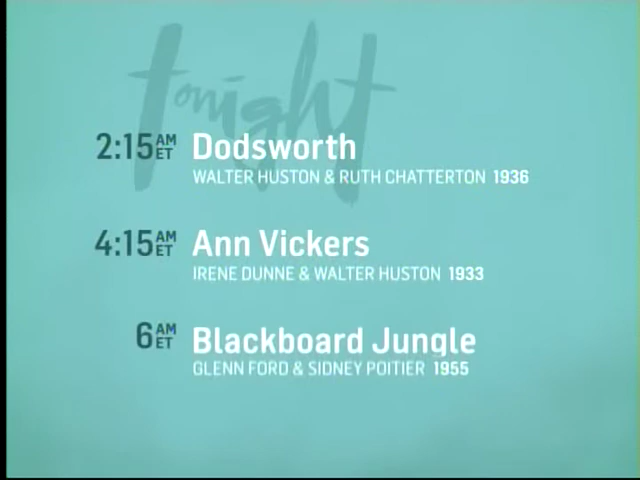 tonight
2:15 AM ET Dodsworth
WALTER HUSTON & RUTH CHATTERTON 1936
4:15 AM ET Ann Vickers
IRENE DUNNE & WALTER HUSTON 1933
6 AM ET Blackboard Jungle
GLENN FORD & SIDNEY POITIER 1955